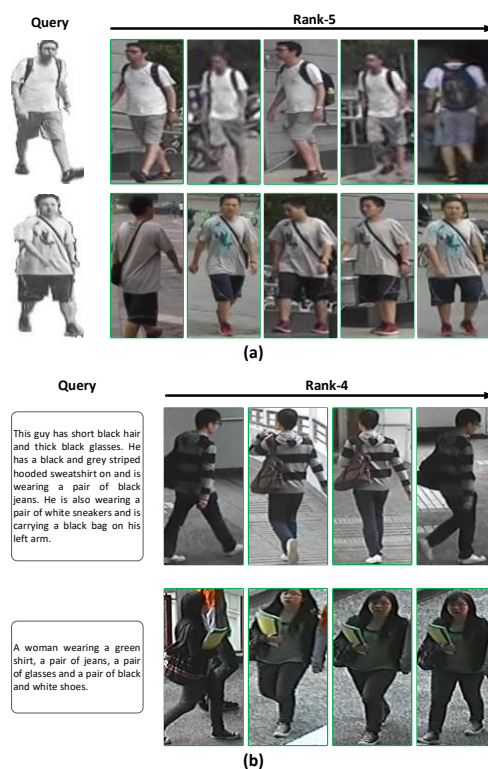 Query
Rank-5
(a)
Query
Rank-4
This guy has short black hair
and thick black glasses. He
has a black and grey striped
hooded sweatshirt on and is
wearing a pair of black
jeans. He is also wearing a
pair of white sneakers and is
carrying a black bag on his
left arm.
A woman wearing a green
shirt, a pair of jeans, a pair
of glasses and a pair of black
and white shoes.
(b)